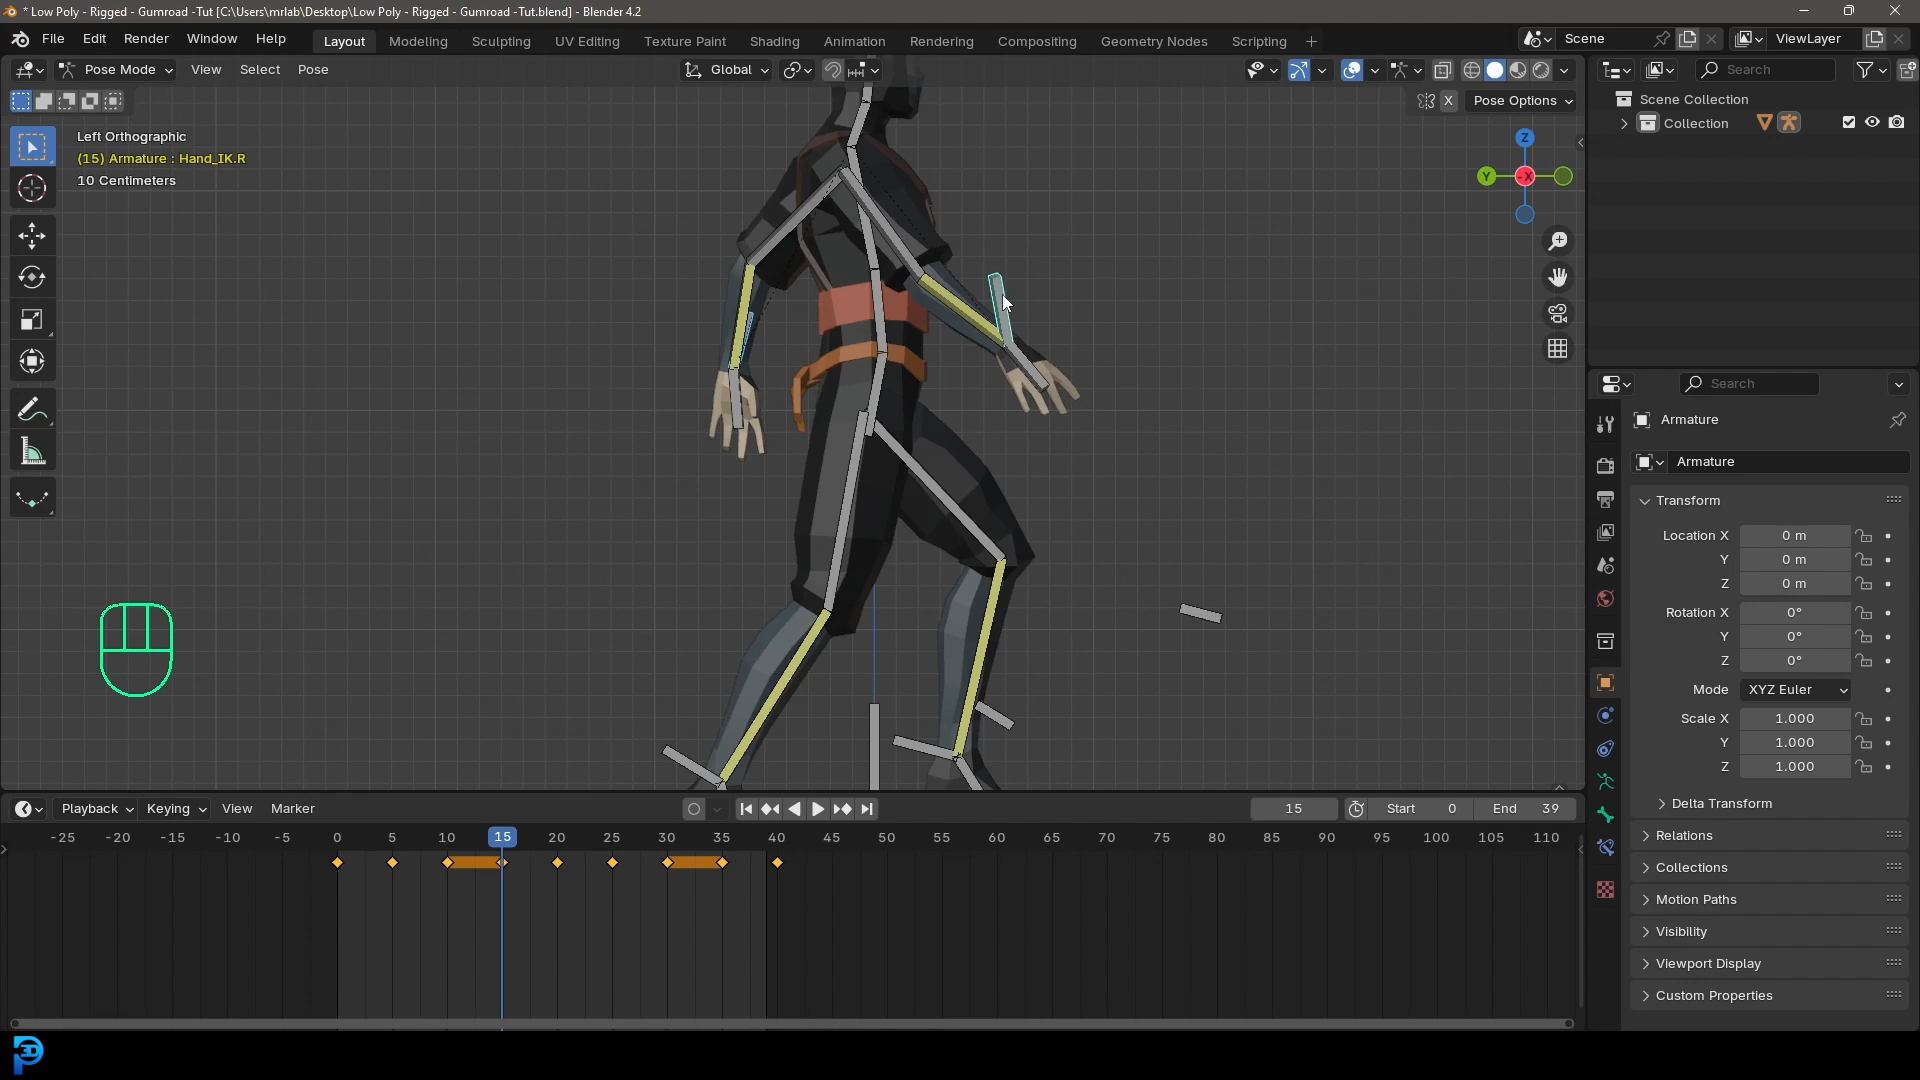 * Low Poly - Rigged - Gumroad -Tut [C:\Users\mrlab\Desktop\Low Poly - Rigged - Gumroad -Tut.blend] - Blender 4.2
File Edit Render Window Help Layout Modeling Sculpting UV Editing Texture Paint Shading Animation Rendering Compositing Geometry Nodes Scripting + Scene ViewLayer
Pose Mode View Select Pose Global Search
X Pose Options Scene Collection
Collection
Left Orthographic
(15) Armature : Hand_IK.R
10 Centimeters
Z
Y -X
Search
Armature
Armature
Transform
Location X 0 m
Y 0 m
Z 0 m
Rotation X 0°
Y 0°
Z 0°
Mode XYZ Euler
Scale X 1.000
Y 1.000
Z 1.000
Delta Transform
Relations
Collections
Motion Paths
Visibility
Viewport Display
Custom Properties
Playback Keying View Marker 15 Start 0 End 39
-25 -20 -15 -10 -5 0 5 10 15 20 25 30 35 40 45 50 55 60 65 70 75 80 85 90 95 100 105 110